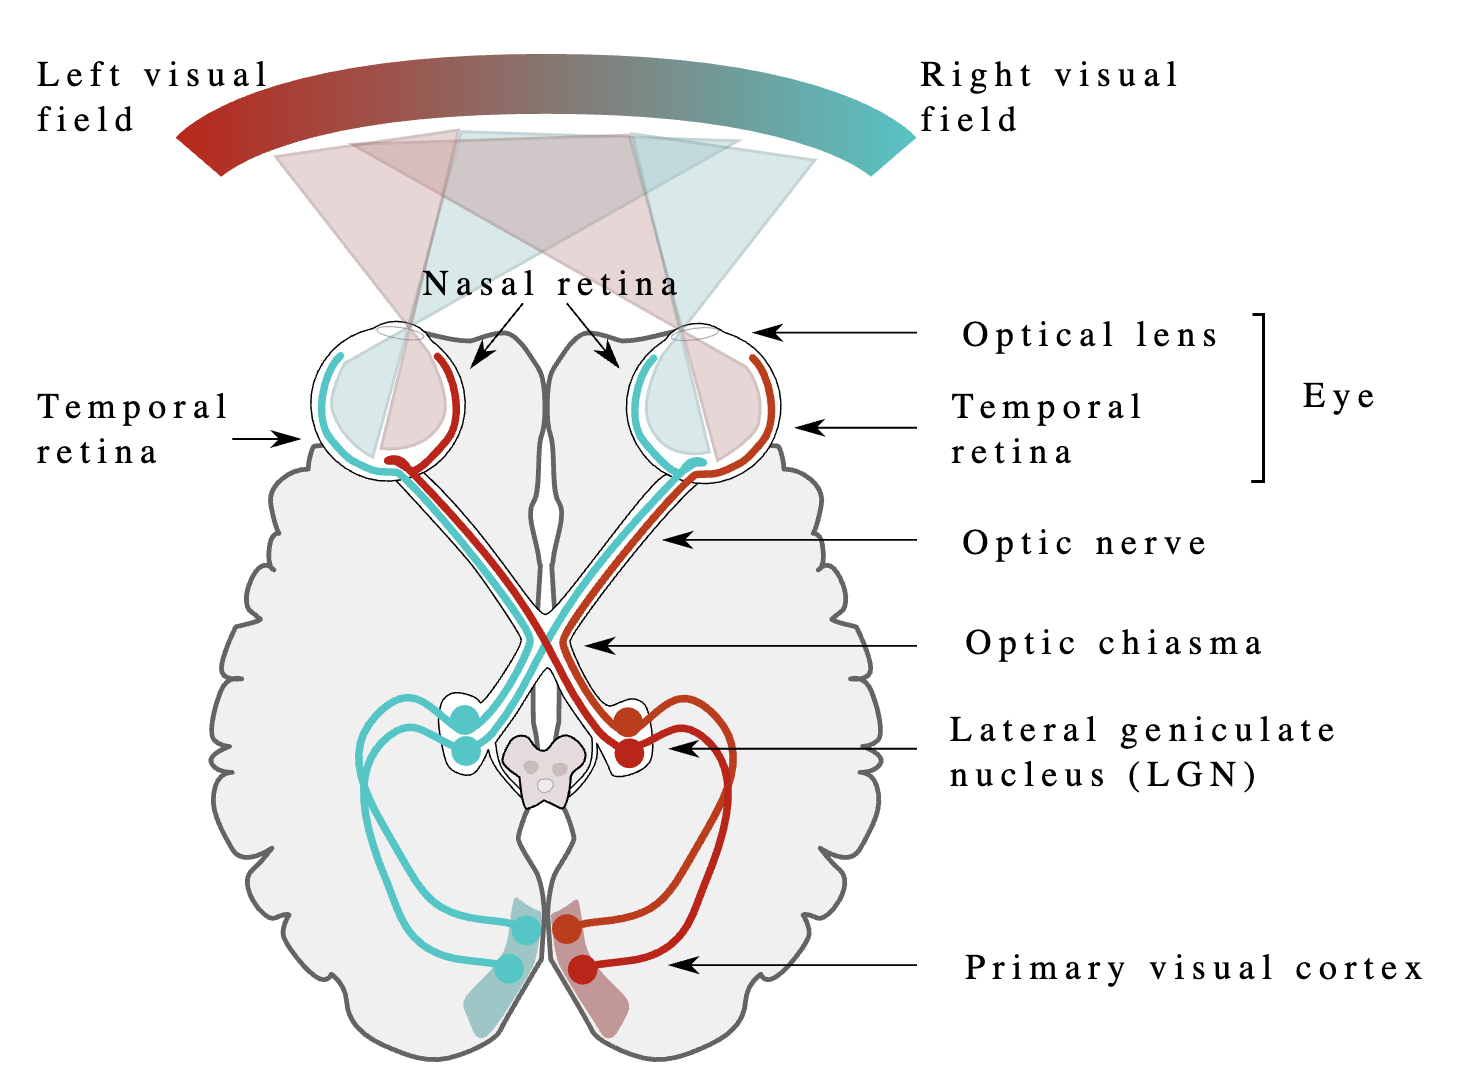 Left visual
field
Right visual
field
Nasal retina
Optical lens
Temporal
retina
Temporal
retina
Eye
Optic nerve
Optic chiasma
Lateral geniculate
nucleus (LGN)
Primary visual cortex